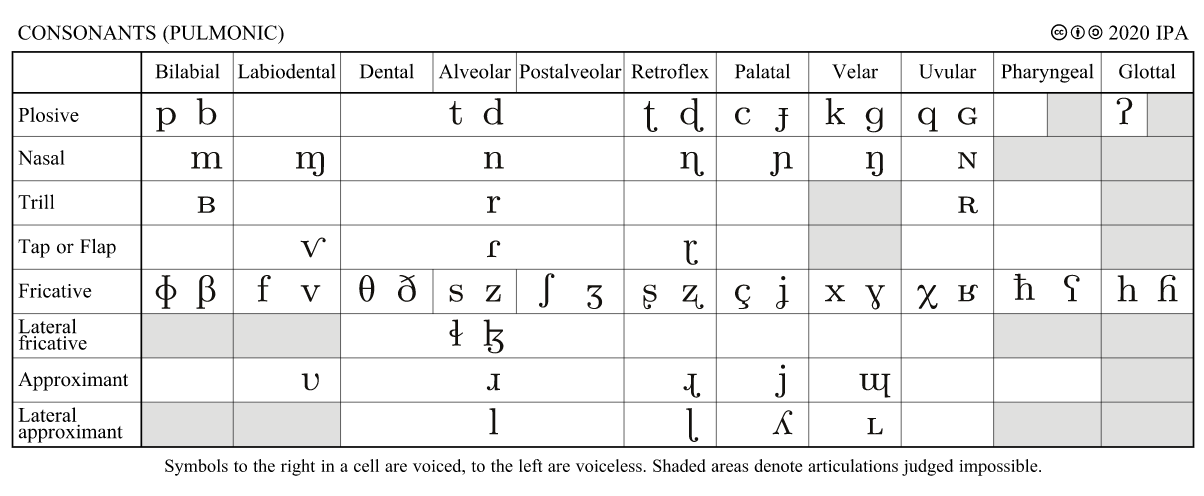 CONSONANTS (PULMONIC) 🅭🅯🄎 2020 IPA
Bilabial Labiodental Dental Alveolar Postalveolar Retroflex Palatal Velar Uvular Pharyngeal Glottal
Plosive p b t d ʈ ɖ c ɟ k ɡ q ɢ ʔ
Nasal m ɱ n ɳ ɲ ŋ ɴ
Trill ʙ r ʀ
Tap or Flap ⱱ ɾ ɽ
Fricative ɸ β f v θ ð s z ʃ ʒ ʂ ʐ ç ʝ x ɣ χ ʁ ħ ʕ h ɦ
Lateral
fricative ɬ ɮ
Approximant ʋ ɹ ɻ j ɰ
Lateral
approximant l ɭ ʎ ʟ
Symbols to the right in a cell are voiced, to the left are voiceless. Shaded areas denote articulations judged impossible.